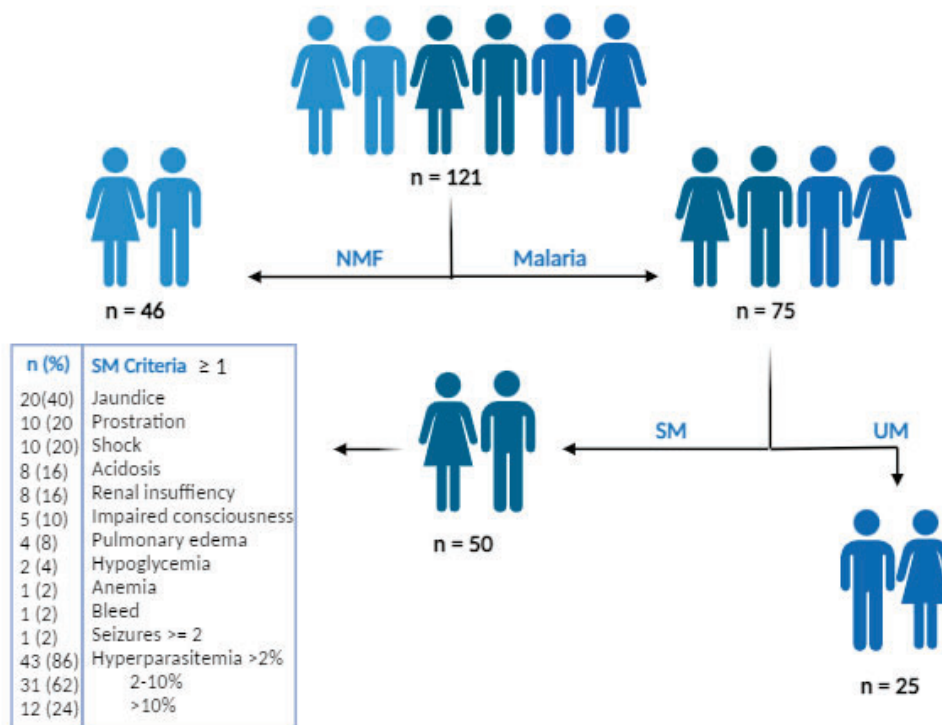 n = 121
NMF Malaria
n = 46
n = 75
n (%) SM Criteria ≥ 1
20(40) Jaundice
10 (20 Prostration
10 (20) Shock
8 (16) Acidosis
8 (16) Renal insuffiency
5 (10) Impaired consciousness
4 (8) Pulmonary edema
2 (4) Hypoglycemia
1 (2) Anemia
1 (2) Bleed
1 (2) Seizures >= 2
43 (86) Hyperparasitemia >2%
31 (62) 2-10%
12 (24) >10%
SM UM
n = 50
n = 25